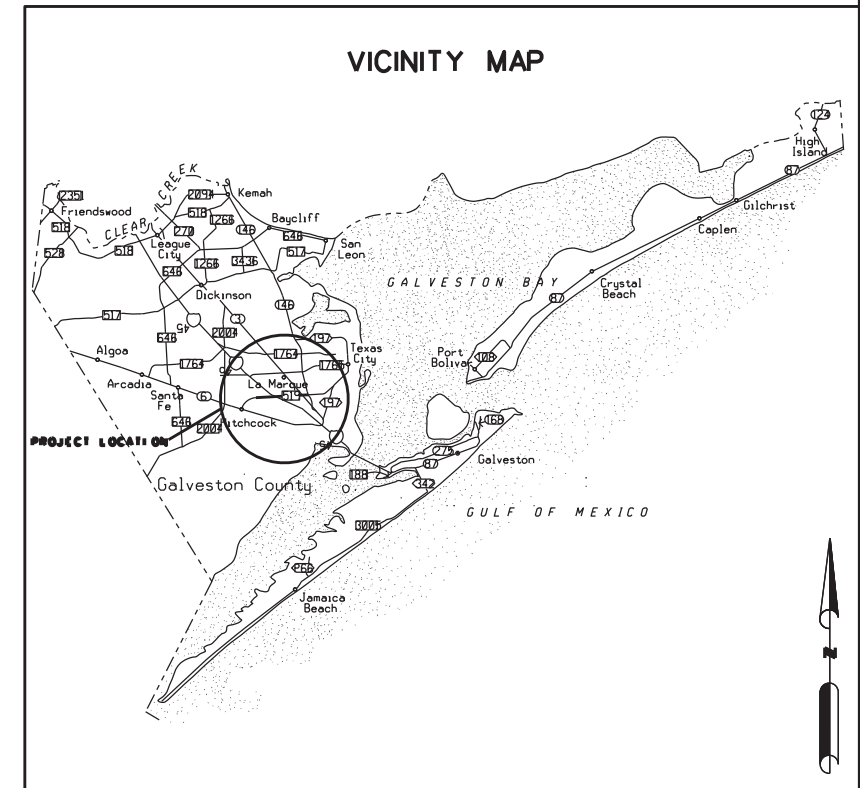 VICINITY MAP
124
High
Island
87
2351
Friendswood
518
528
CLEAR CREEK
2094
Kemah
518
1266
270
146
Baycliff
646
517
San
Leon
League
City
518
646
1266
3436
Dickinson
146
GALVESTON BAY
Gilchrist
Caplen
Crystal
Beach
87
517
45
3
2004
646
197
Texas
City
1764
1764
1765
Port
Bolivar
108
Algoa
Arcadia
Santa
Fe
6
La Marque
519
197
Hitchcock
646
2004
PROJECT LOCATION
168
275
87
Galveston
188
342
Galveston County
GULF OF MEXICO
3005
Jamaica
Beach
N